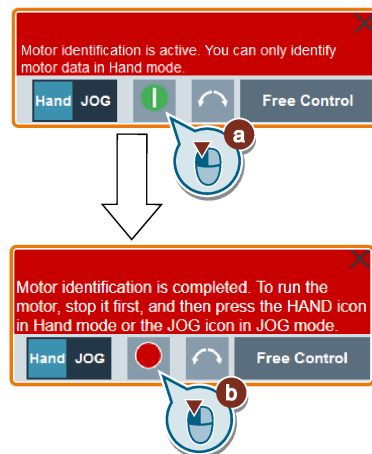 Motor identification is active. You can only identify
motor data in Hand mode.
Hand JOG Free Control
a
Motor identification is completed. To run the
motor, stop it first, and then press the HAND icon
in Hand mode or the JOG icon in JOG mode.
Hand JOG Free Control
b